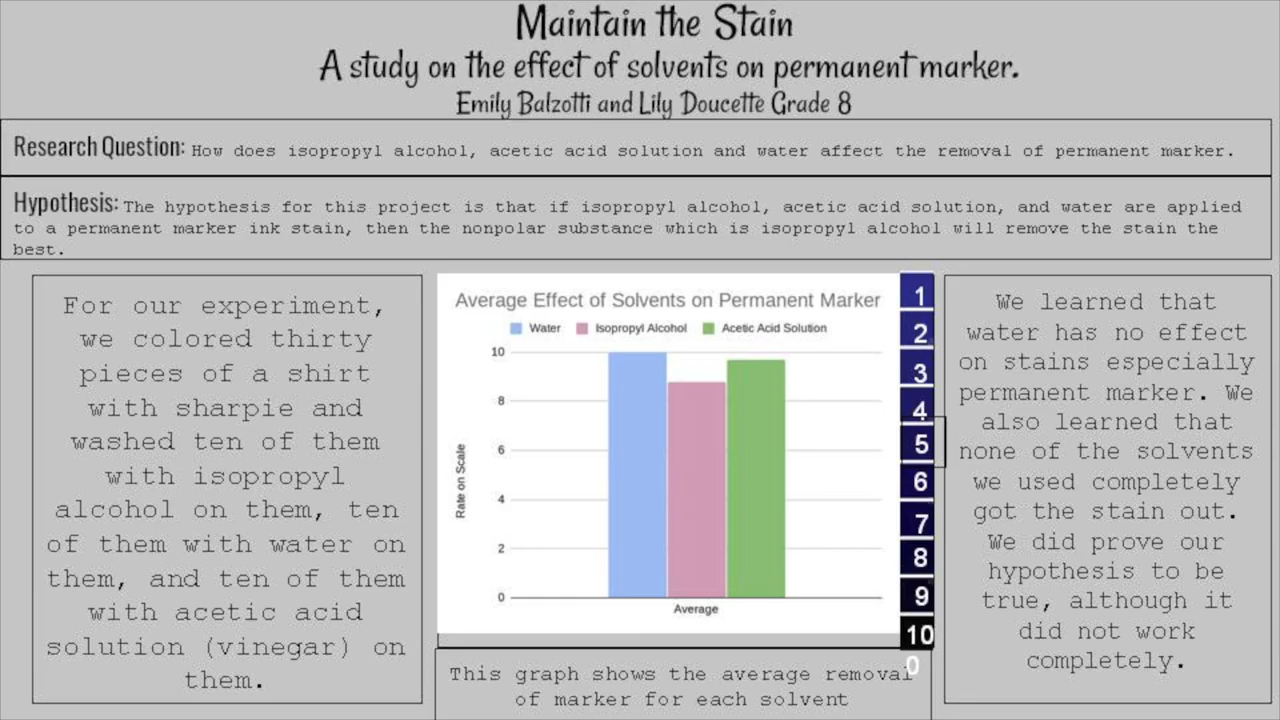 Maintain the Stain
A study on the effect of solvents on permanent marker.
Emily Balzotti and Lily Doucette Grade 8
Research Question: How does isopropyl alcohol, acetic acid solution and water affect the removal of permanent marker.
Hypothesis: The hypothesis for this project is that if isopropyl alcohol, acetic acid solution, and water are applied
to a permanent marker ink stain, then the nonpolar substance which is isopropyl alcohol will remove the stain the
best.
For our experiment,
we colored thirty
pieces of a shirt
with sharpie and
washed ten of them
with isopropyl
alcohol on them, ten
of them with water on
them, and ten of them
with acetic acid
solution (vinegar) on
them.
Average Effect of Solvents on Permanent Marker
Water Isopropyl Alcohol Acetic Acid Solution
10
8
6
4
2
0
Rate on Scale
Average
1
2
3
4
5
6
7
8
9
10
0
This graph shows the average removal
of marker for each solvent
We learned that
water has no effect
on stains especially
permanent marker. We
also learned that
none of the solvents
we used completely
got the stain out.
We did prove our
hypothesis to be
true, although it
did not work
completely.